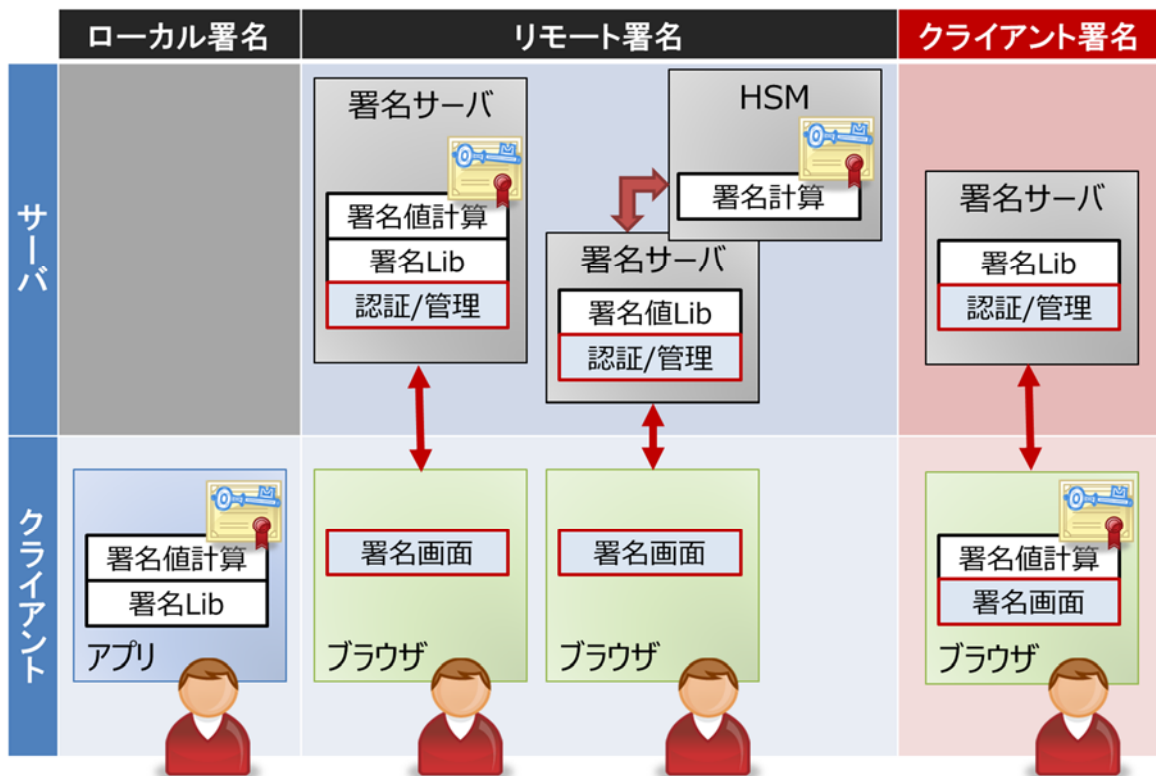 ローカル署名
リモート署名
クライアント署名
サーバ
署名サーバ
署名値計算
署名Lib
認証/管理
HSM
署名計算
署名サーバ
署名値Lib
認証/管理
署名サーバ
署名Lib
認証/管理
クライアント
署名値計算
署名Lib
アプリ
署名画面
ブラウザ
署名画面
ブラウザ
署名値計算
署名画面
ブラウザ